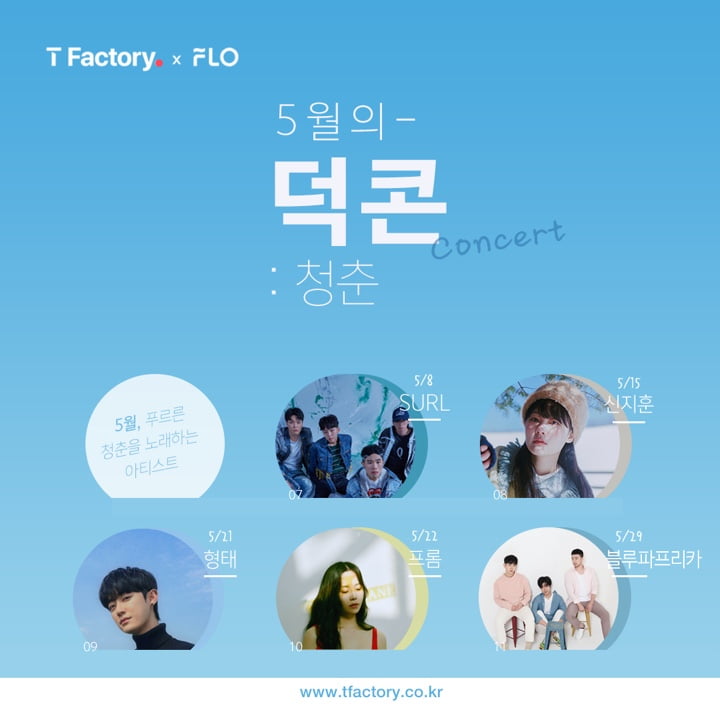 T Factory. x FLO
5월의-
덕콘
Concert
: 청춘
5월, 푸르른
청춘을 노래하는
아티스트
5/8
SURL
07
5/15
신지훈
08
5/21
형태
09
5/22
프롬
10
5/29
블루파프리카
11
www.tfactory.co.kr